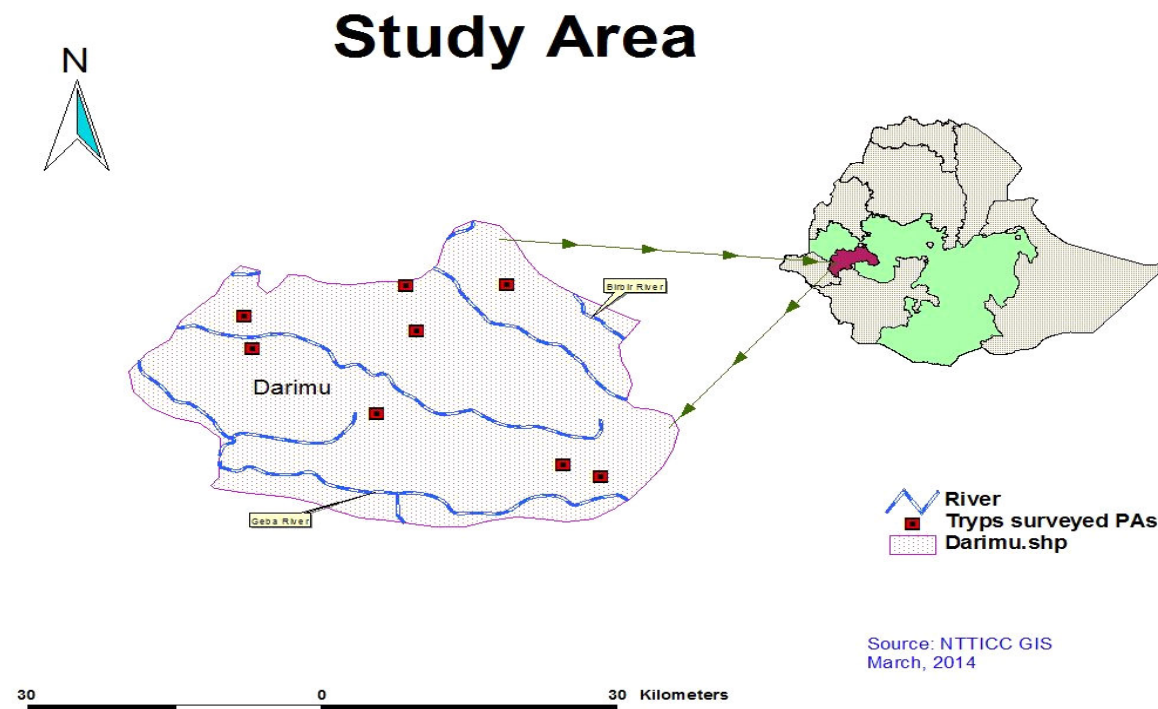 Study Area
N
Birbir River
Darimu
Geba River
River
Tryps surveyed PAs
Darimu.shp
Source: NTTICC GIS
March, 2014
30 0 30 Kilometers